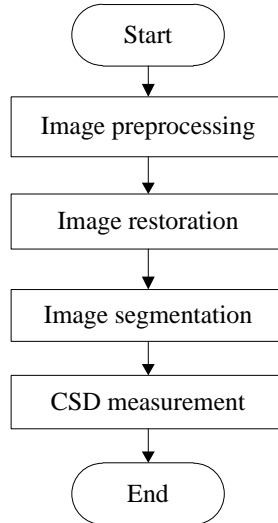 Start
Image preprocessing
Image restoration
Image segmentation
CSD measurement
End